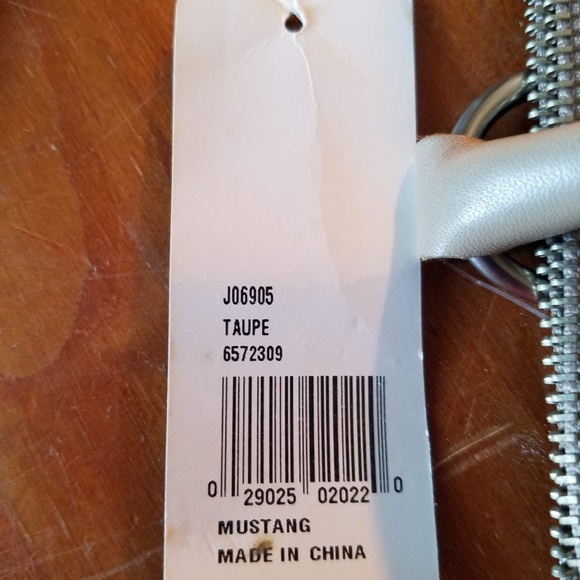 J06905
TAUPE
6572309
0 29025 02022 0
MUSTANG
MADE IN CHINA